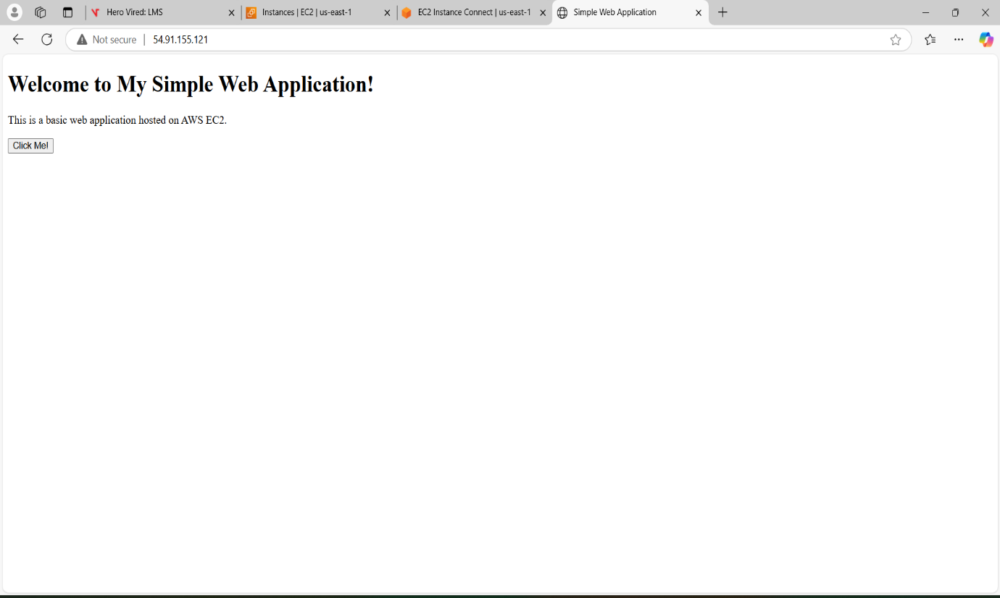 Hero Vired: LMS
Instances | EC2 | us-east-1
EC2 Instance Connect | us-east-1
Simple Web Application
Not secure
54.91.155.121
Welcome to My Simple Web Application!
This is a basic web application hosted on AWS EC2.
Click Me!